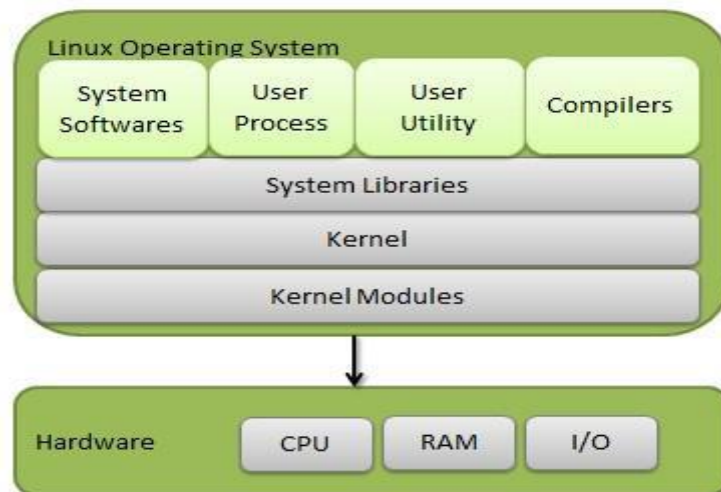 Linux Operating System
System
Softwares
User
Process
User
Utility
Compilers
System Libraries
Kernel
Kernel Modules
Hardware
CPU
RAM
I/O